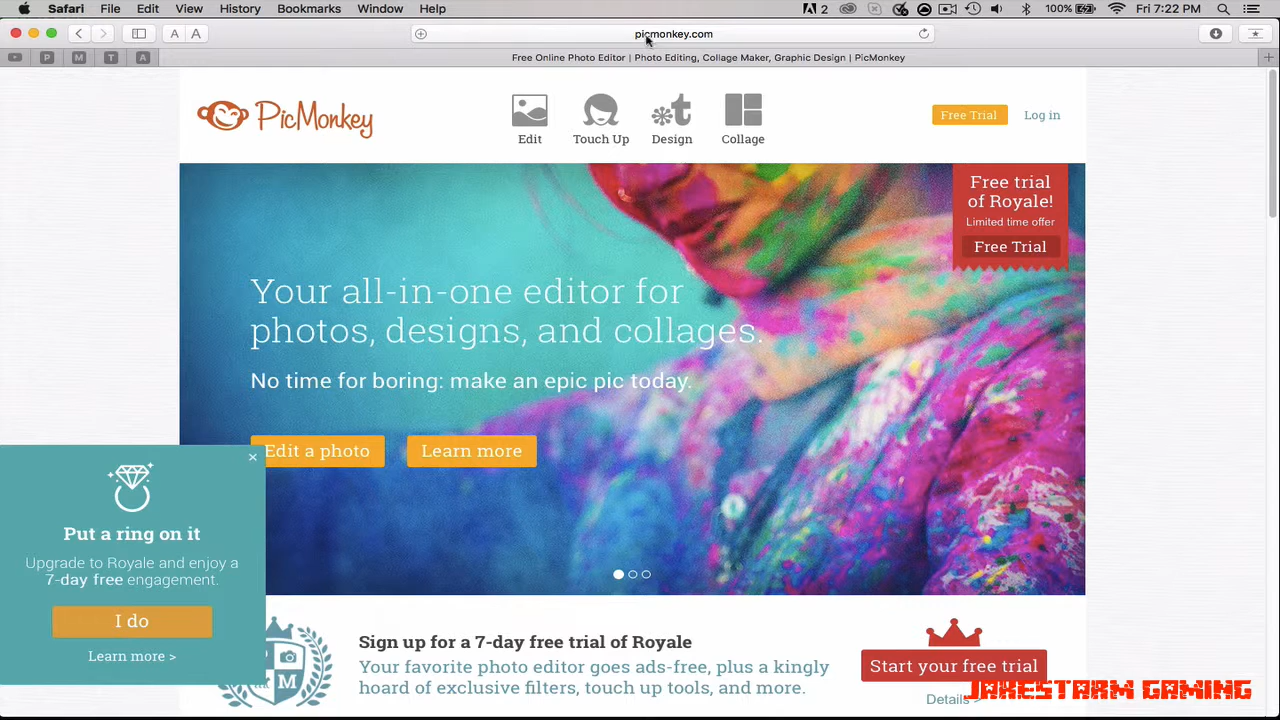 Safari File Edit View History Bookmarks Window Help
2 100% Fri 7:22 PM
A A
picmonkey.com
P M T A
Free Online Photo Editor | Photo Editing, Collage Maker, Graphic Design | PicMonkey
PicMonkey
Edit Touch Up Design Collage
Free Trial Log in
Free trial
of Royale!
Limited time offer
Free Trial
Your all-in-one editor for
photos, designs, and collages.
No time for boring: make an epic pic today.
Edit a photo Learn more
Put a ring on it
Upgrade to Royale and enjoy a
7-day free engagement.
I do
Learn more >
M
Sign up for a 7-day free trial of Royale
Your favorite photo editor goes ads-free, plus a kingly
hoard of exclusive filters, touch up tools, and more.
Start your free trial
Details >
JAKESTARM GAMING